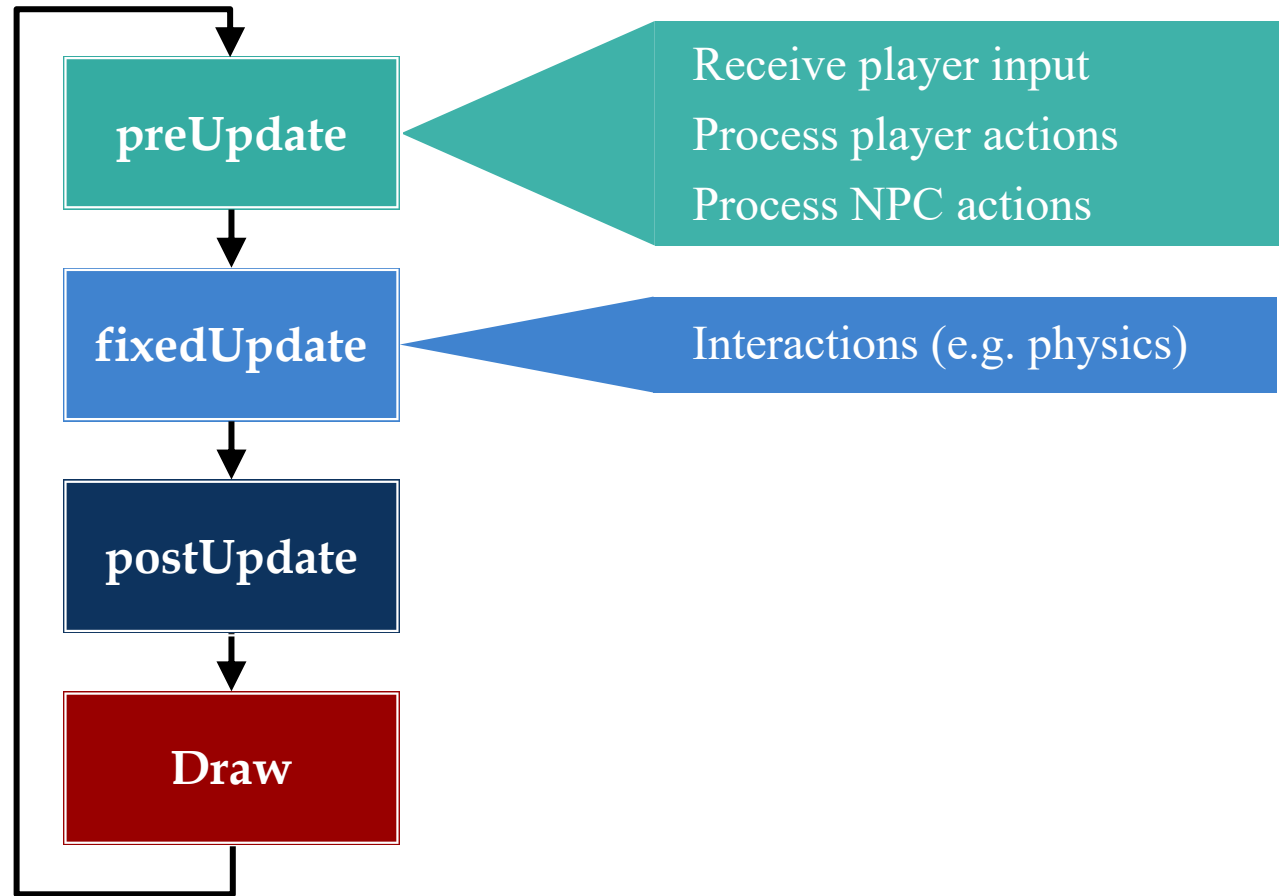 preUpdate
Receive player input
Process player actions
Process NPC actions
fixedUpdate
Interactions (e.g. physics)
postUpdate
Draw